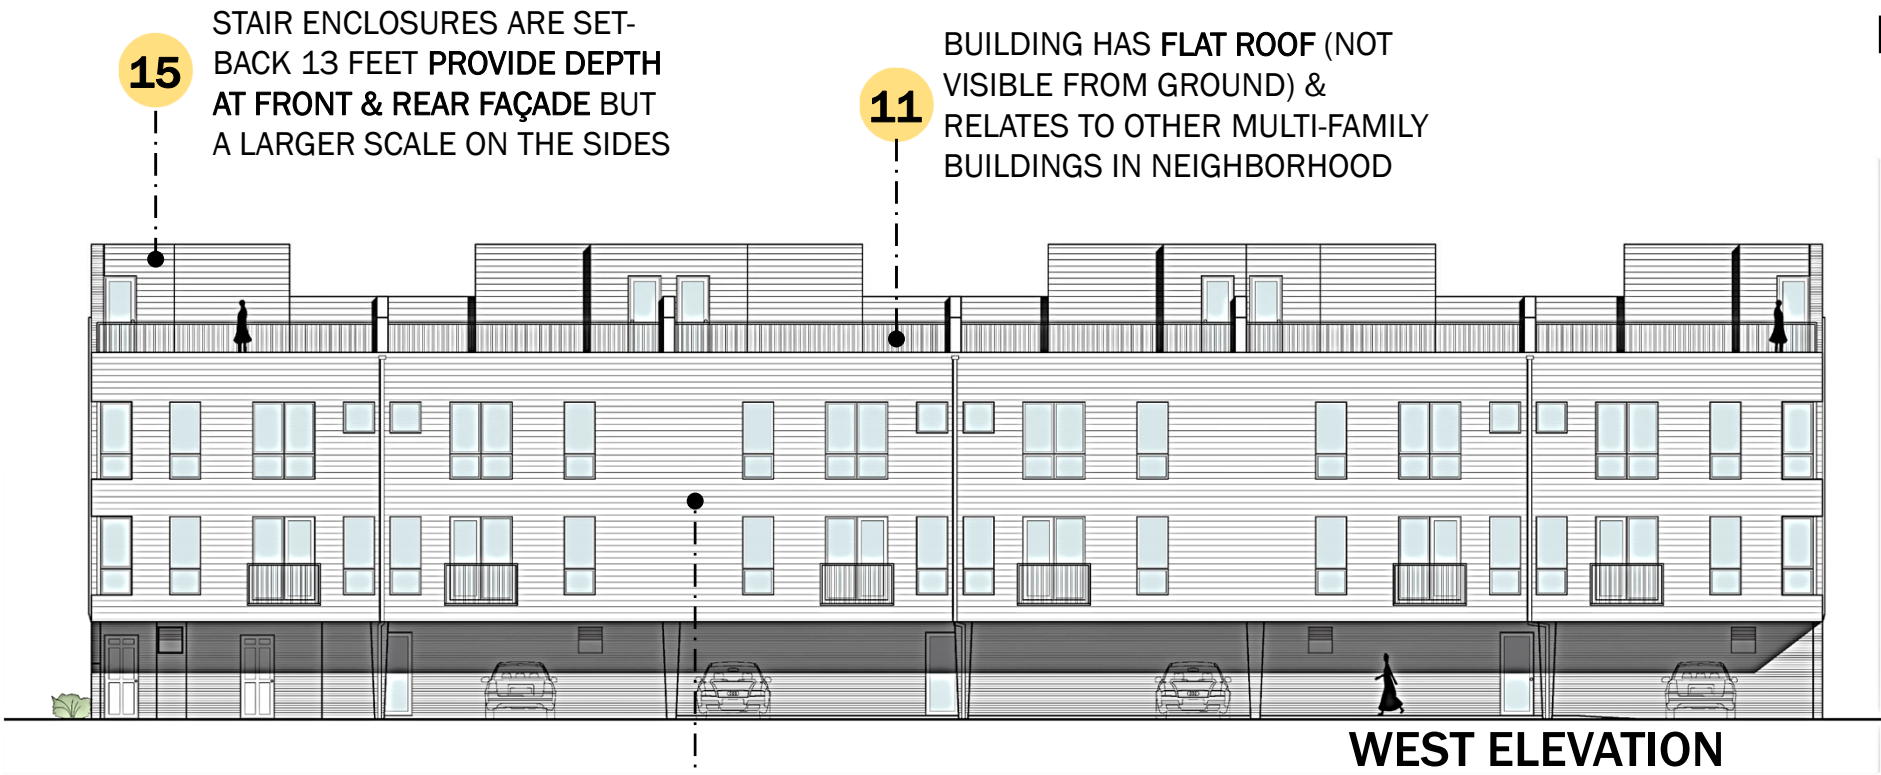 15
STAIR ENCLOSURES ARE SET-
BACK 13 FEET PROVIDE DEPTH
AT FRONT & REAR FAÇADE BUT
A LARGER SCALE ON THE SIDES
11
BUILDING HAS FLAT ROOF (NOT
VISIBLE FROM GROUND) &
RELATES TO OTHER MULTI-FAMILY
BUILDINGS IN NEIGHBORHOOD
WEST ELEVATION